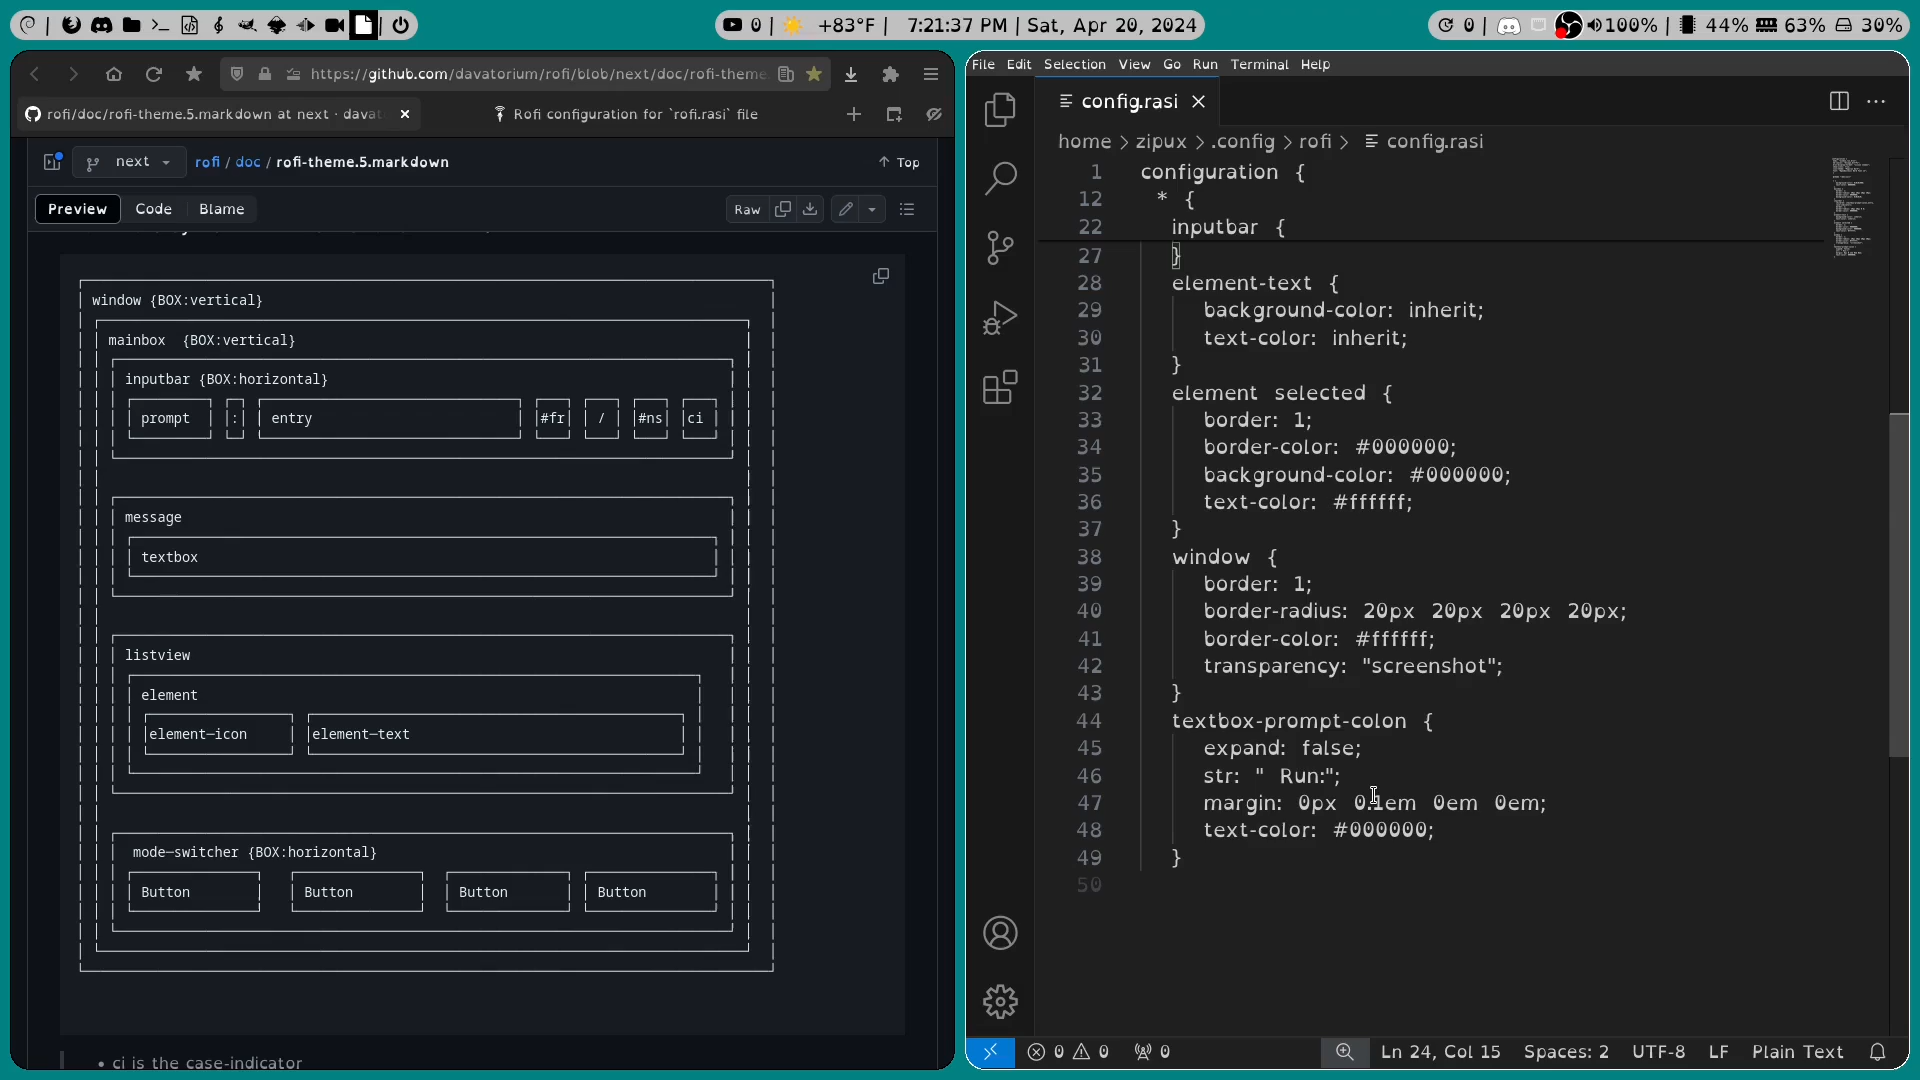 0 | +83°F | 7:21:37 PM | Sat, Apr 20, 2024
0 | 100% | 44% 63% 30%
https://github.com/davatorium/rofi/blob/next/doc/rofi-theme.
rofi/doc/rofi-theme.5.markdown at next · davat
Rofi configuration for `rofi.rasi` file
next
rofi / doc / rofi-theme.5.markdown
Top
Preview
Code
Blame
Raw
window {BOX:vertical}
mainbox {BOX:vertical}
inputbar {BOX:horizontal}
prompt : entry #fr / #ns ci
message
textbox
listview
element
element─icon element─text
mode─switcher {BOX:horizontal}
Button Button Button Button
• ci is the case-indicator
File Edit Selection View Go Run Terminal Help
config.rasi
home > zipux > .config > rofi > config.rasi
1 configuration {
12 * {
22 inputbar {
27 }
28 element-text {
29 background-color: inherit;
30 text-color: inherit;
31 }
32 element selected {
33 border: 1;
34 border-color: #000000;
35 background-color: #000000;
36 text-color: #ffffff;
37 }
38 window {
39 border: 1;
40 border-radius: 20px 20px 20px 20px;
41 border-color: #ffffff;
42 transparency: "screenshot";
43 }
44 textbox-prompt-colon {
45 expand: false;
46 str: " Run:";
47 margin: 0px 0.1em 0em 0em;
48 text-color: #000000;
49 }
50
0 0 0 Ln 24, Col 15 Spaces: 2 UTF-8 LF Plain Text